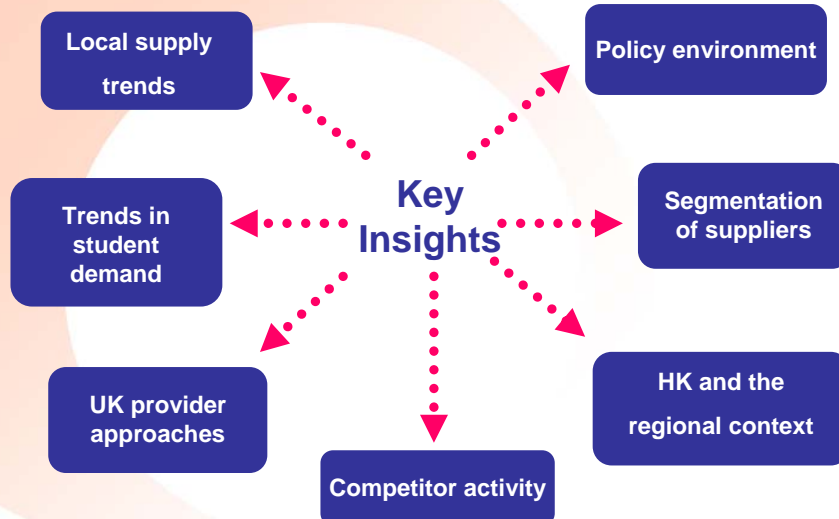 Local supply
trends
Policy environment
Key
Insights
Trends in
student
demand
Segmentation
of suppliers
UK provider
approaches
HK and the
regional context
Competitor activity